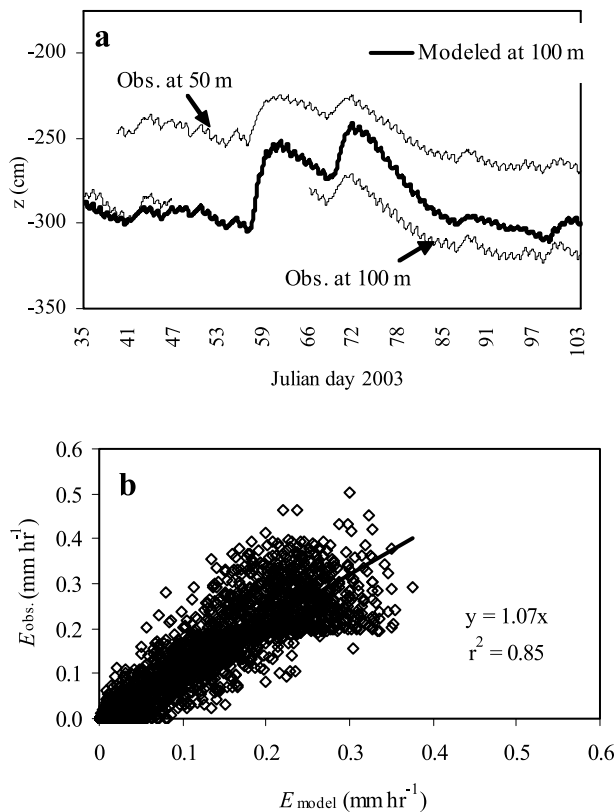 a
-175
-200
-250
-300
-350
z (cm)
Modeled at 100 m
Obs. at 50 m
Obs. at 100 m
35 41 47 53 59 66 72 78 85 91 97 103
Julian day 2003
b
0.6
0.5
0.4
0.3
0.2
0.1
0.0
E obs. (mm hr⁻¹)
y = 1.07x
r² = 0.85
0 0.1 0.2 0.3 0.4 0.5 0.6
E model (mm hr⁻¹)